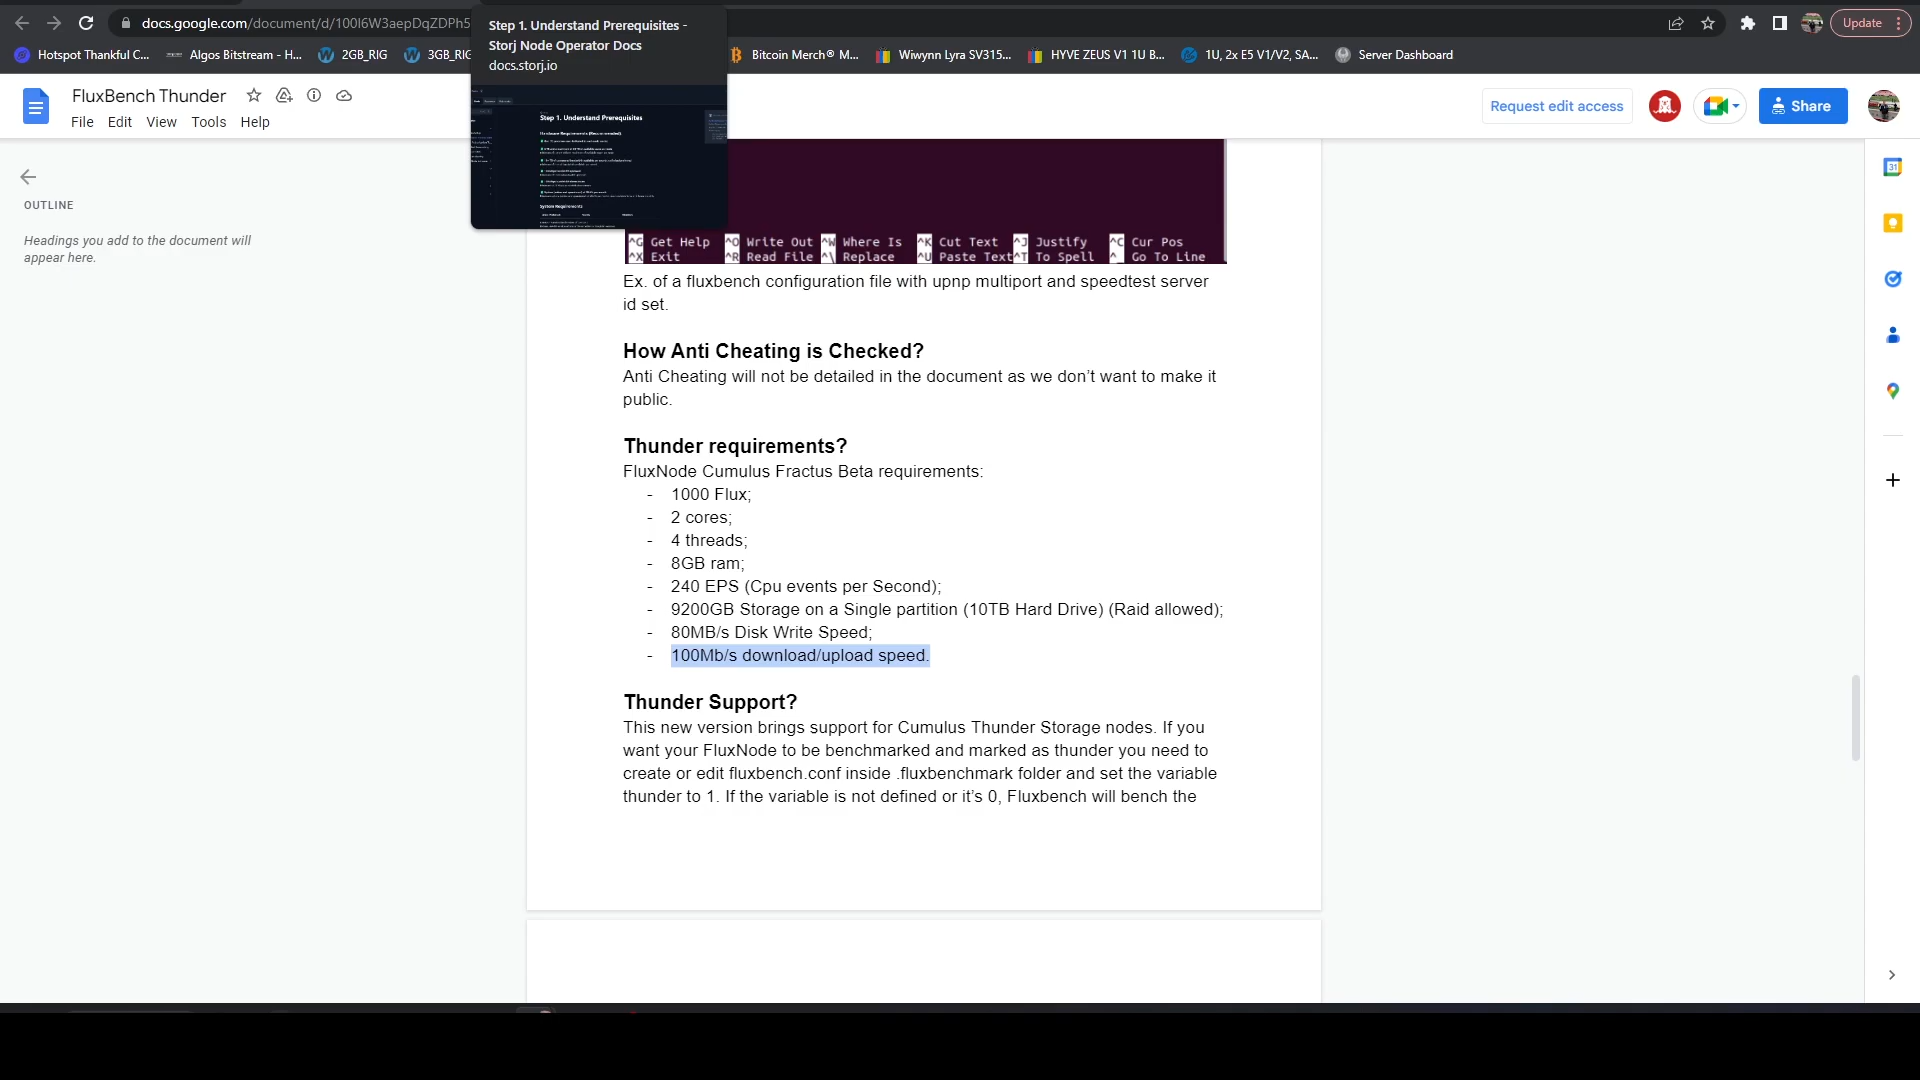 docs.google.com/document/d/100I6W3aepDqZDPh5
Update
Step 1. Understand Prerequisites -
Storj Node Operator Docs
docs.storj.io
Hotspot Thankful C...
Algos Bitstream - H...
2GB_RIG
3GB_RIG
Bitcoin Merch® M...
Wiwynn Lyra SV315...
HYVE ZEUS V1 1U B...
1U, 2x E5 V1/V2, SA...
Server Dashboard
FluxBench Thunder
File Edit View Tools Help
Request edit access
Share
OUTLINE
Headings you add to the document will
appear here.
Step 1. Understand Prerequisites
Hardware Requirements (Recommended)
System Requirements
^G Get Help ^O Write Out ^W Where Is ^K Cut Text ^J Justify ^C Cur Pos
^X Exit ^R Read File ^\ Replace ^U Paste Text ^T To Spell ^_ Go To Line
Ex. of a fluxbench configuration file with upnp multiport and speedtest server
id set.
How Anti Cheating is Checked?
Anti Cheating will not be detailed in the document as we don’t want to make it
public.
Thunder requirements?
FluxNode Cumulus Fractus Beta requirements:
- 1000 Flux;
- 2 cores;
- 4 threads;
- 8GB ram;
- 240 EPS (Cpu events per Second);
- 9200GB Storage on a Single partition (10TB Hard Drive) (Raid allowed);
- 80MB/s Disk Write Speed;
- 100Mb/s download/upload speed.
Thunder Support?
This new version brings support for Cumulus Thunder Storage nodes. If you
want your FluxNode to be benchmarked and marked as thunder you need to
create or edit fluxbench.conf inside .fluxbenchmark folder and set the variable
thunder to 1. If the variable is not defined or it’s 0, Fluxbench will bench the
31